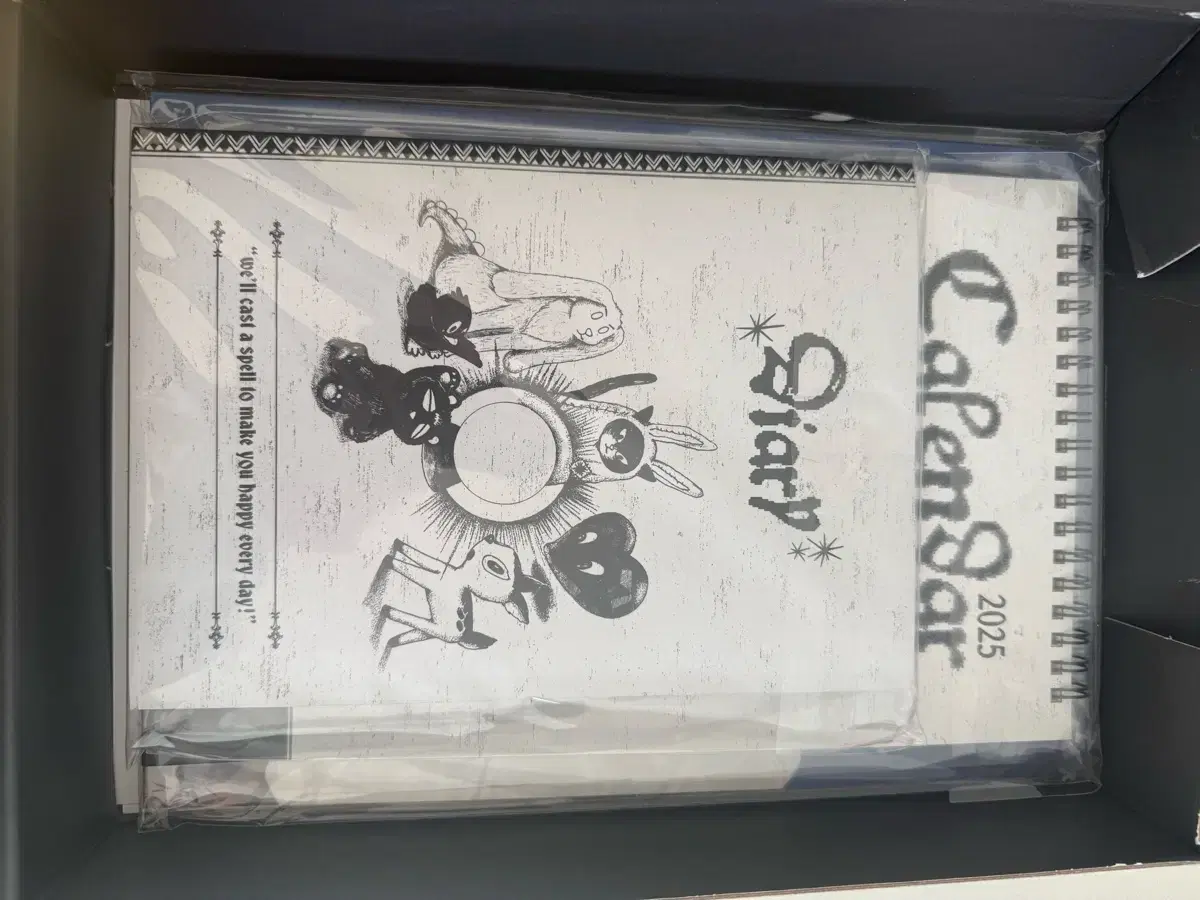 Calendar
2025
Diary
"we'll cast a spell to make you happy every day!"